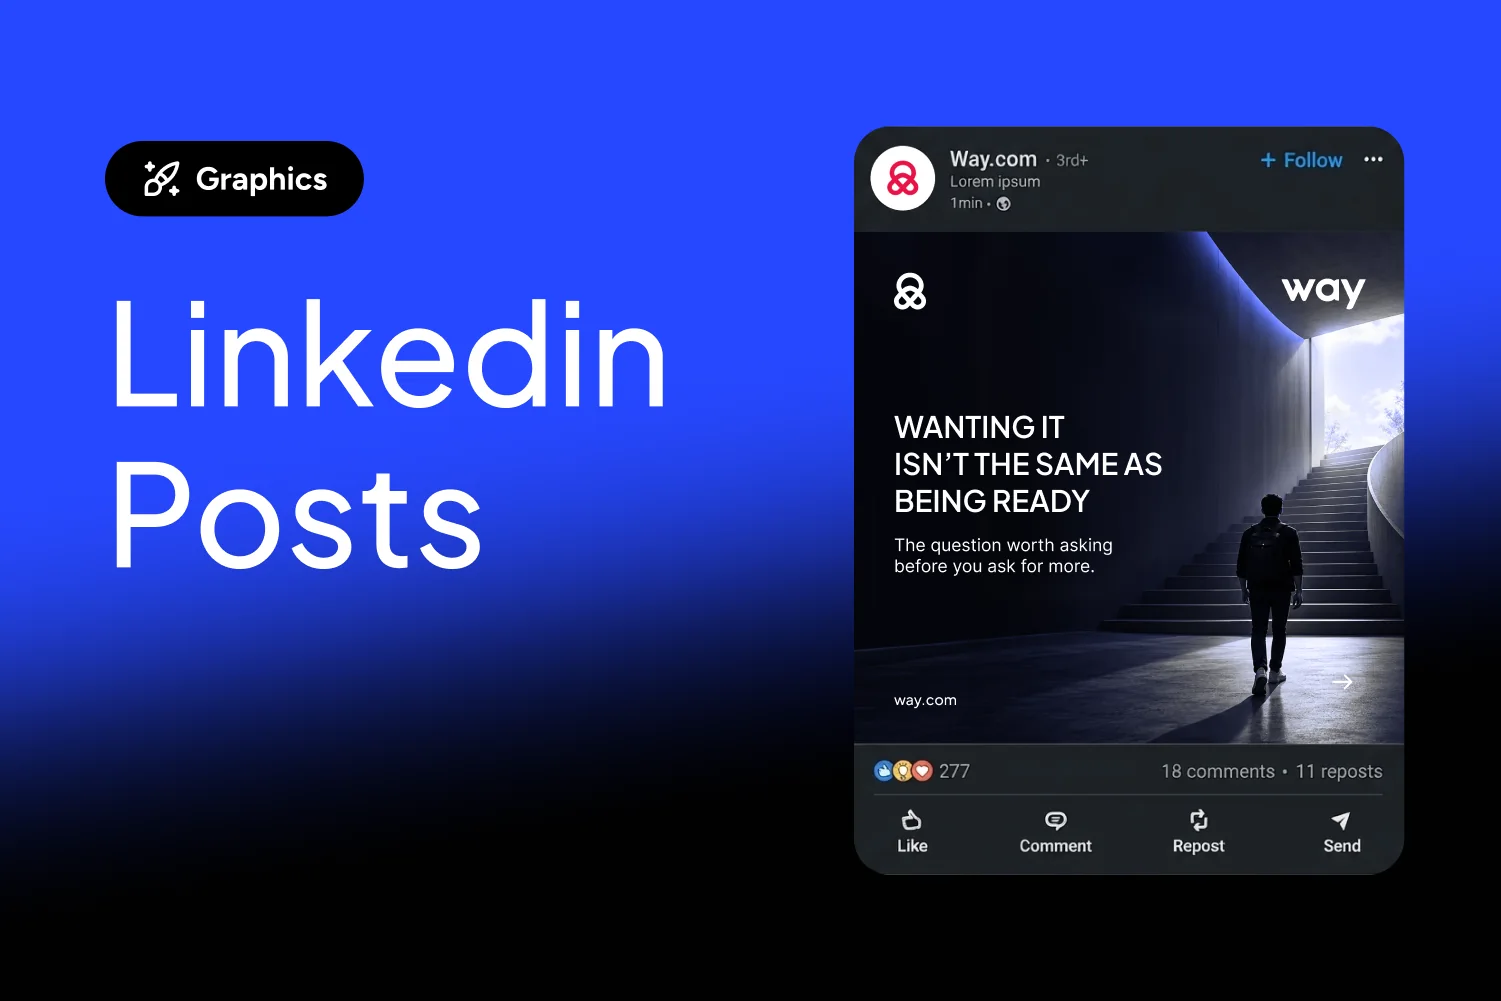 Graphics
Linkedin
Posts
Way.com • 3rd+
Lorem ipsum
1min •
+ Follow
way
WANTING IT
ISN’T THE SAME AS
BEING READY
The question worth asking
before you ask for more.
way.com
277
18 comments • 11 reposts
Like
Comment
Repost
Send